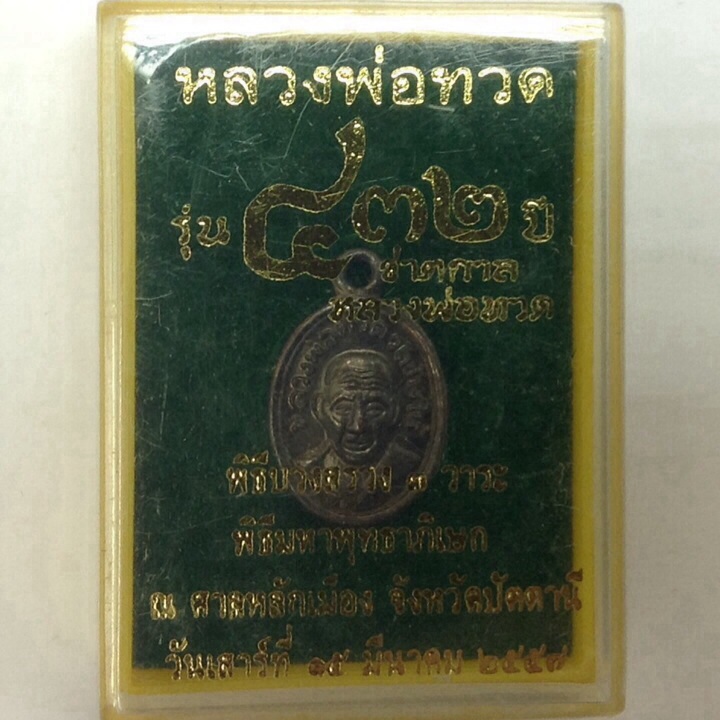 หลวงพ่อทวด
รุ่น ๔๓๒ ปี
ชาตกาล
หลวงพ่อทวด
พิธีบวงสรวง ๓ วาระ
พิธีมหาพุทธาภิเษก
ณ ศาลหลักเมือง จังหวัดปัตตานี
วันเสาร์ที่ ๑๕ มีนาคม ๒๕๕๗